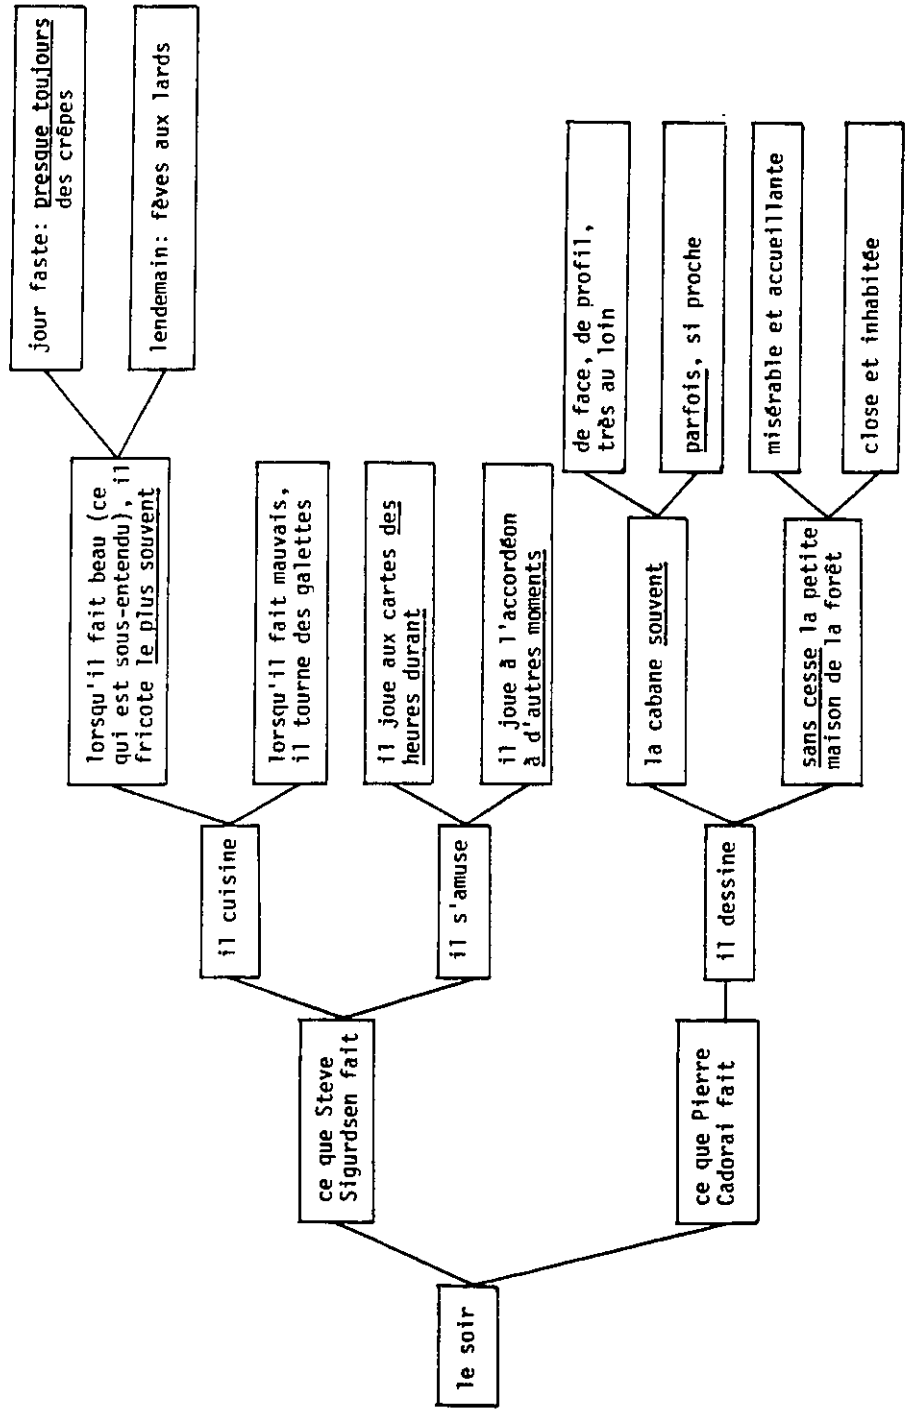 le soir
ce que Steve
Sigurdsen fait
il cuisine
lorsqu'il fait beau (ce
qui est sous-entendu), il
fricote le plus souvent
jour faste: presque toujours
des crêpes
lendemain: fèves aux lards
lorsqu'il fait mauvais,
il tourne des galettes
il s'amuse
il joue aux cartes des
heures durant
il joue à l'accordéon
à d'autres moments
ce que Pierre
Cadorai fait
il dessine
la cabane souvent
de face, de profil,
très au loin
parfois, si proche
sans cesse la petite
maison de la forêt
misérable et accueillante
close et inhabitée